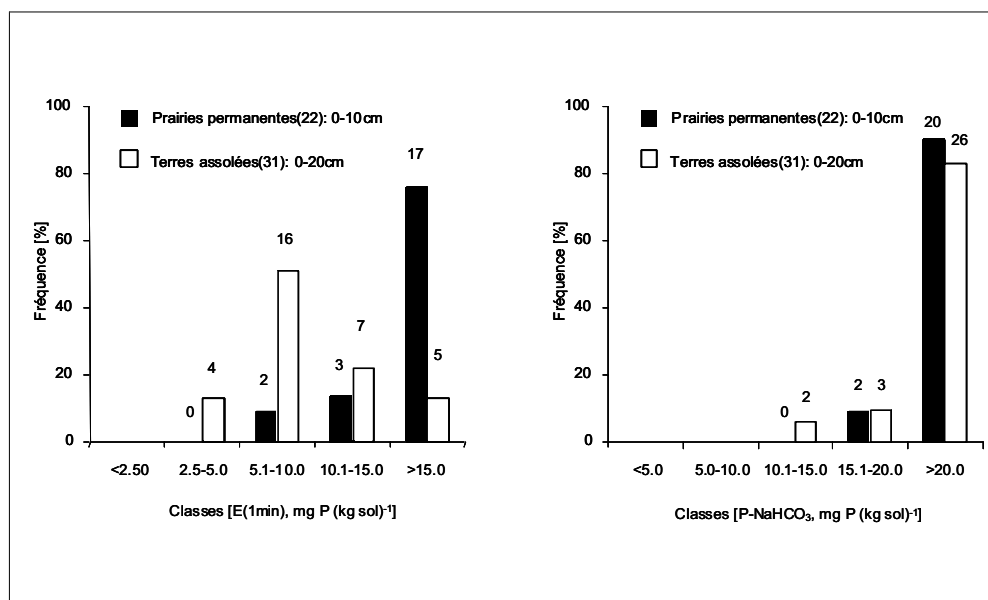 100
80
60
40
20
0
Fréquence [%]
Prairies permanentes(22): 0-10cm
Terres assolées(31): 0-20cm
0
4
2
16
3
7
17
5
<2.50 2.5-5.0 5.1-10.0 10.1-15.0 >15.0
Classes [E(1min), mg P (kg sol)⁻¹]
100
80
60
40
20
0
Fréquence [%]
Prairies permanentes(22): 0-10cm
Terres assolées(31): 0-20cm
0
2
2
3
20
26
<5.0 5.0-10.0 10.1-15.0 15.1-20.0 >20.0
Classes [P-NaHCO₃, mg P (kg sol)⁻¹]